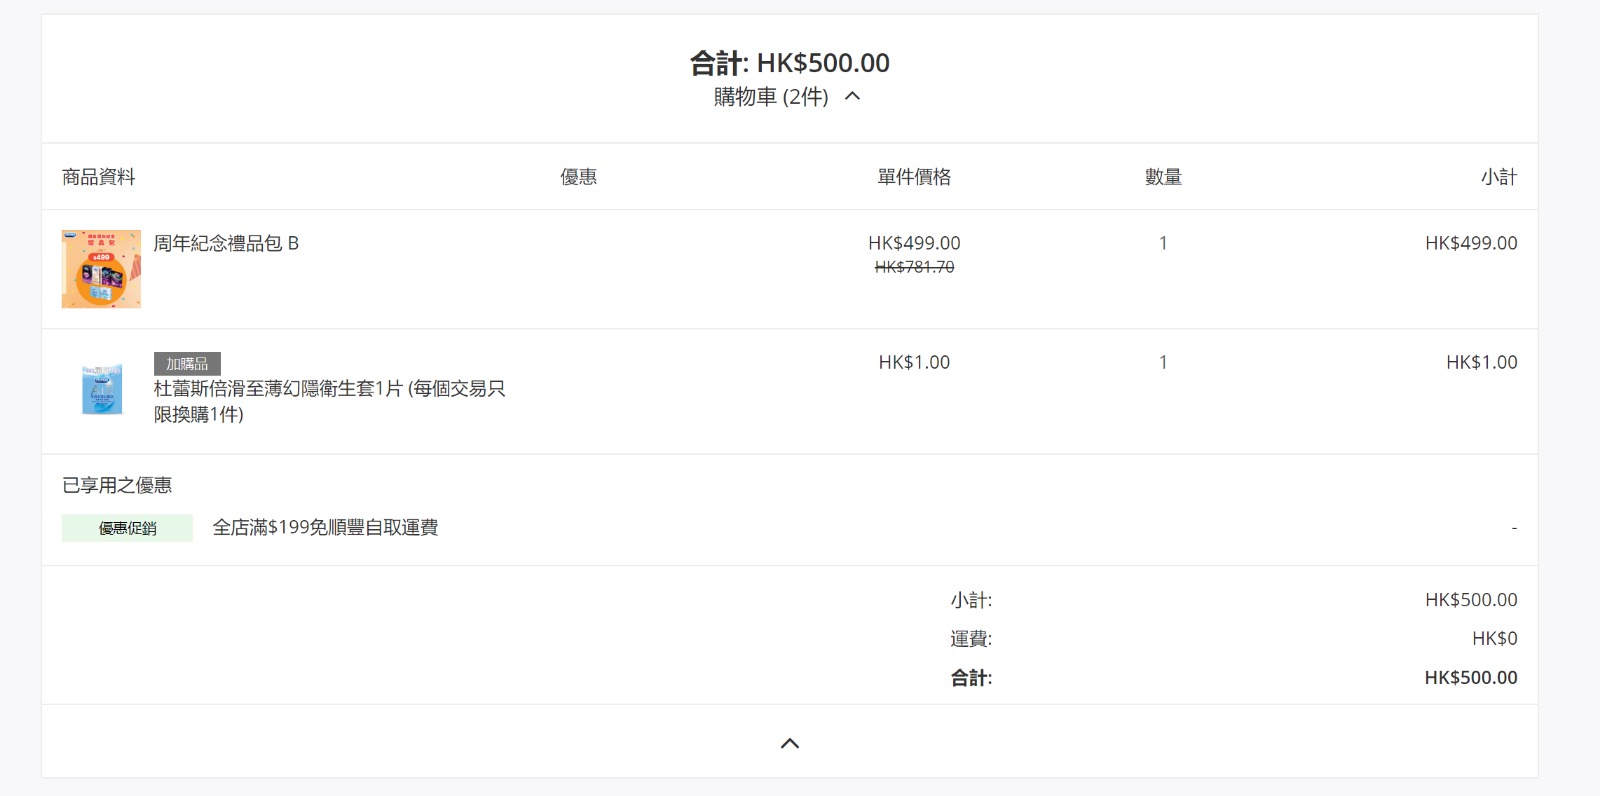 合計: HK$500.00
購物車 (2件)
商品資料 優惠 單件價格 數量 小計
周年紀念禮品包 B HK$499.00 1 HK$499.00
HK$781.70
$499
加購品 HK$1.00 1 HK$1.00
杜蕾斯倍滑至薄幻隱衛生套1片 (每個交易只
限換購1件)
已享用之優惠
優惠促銷 全店滿$199免順豐自取運費 -
小計: HK$500.00
運費: HK$0
合計: HK$500.00